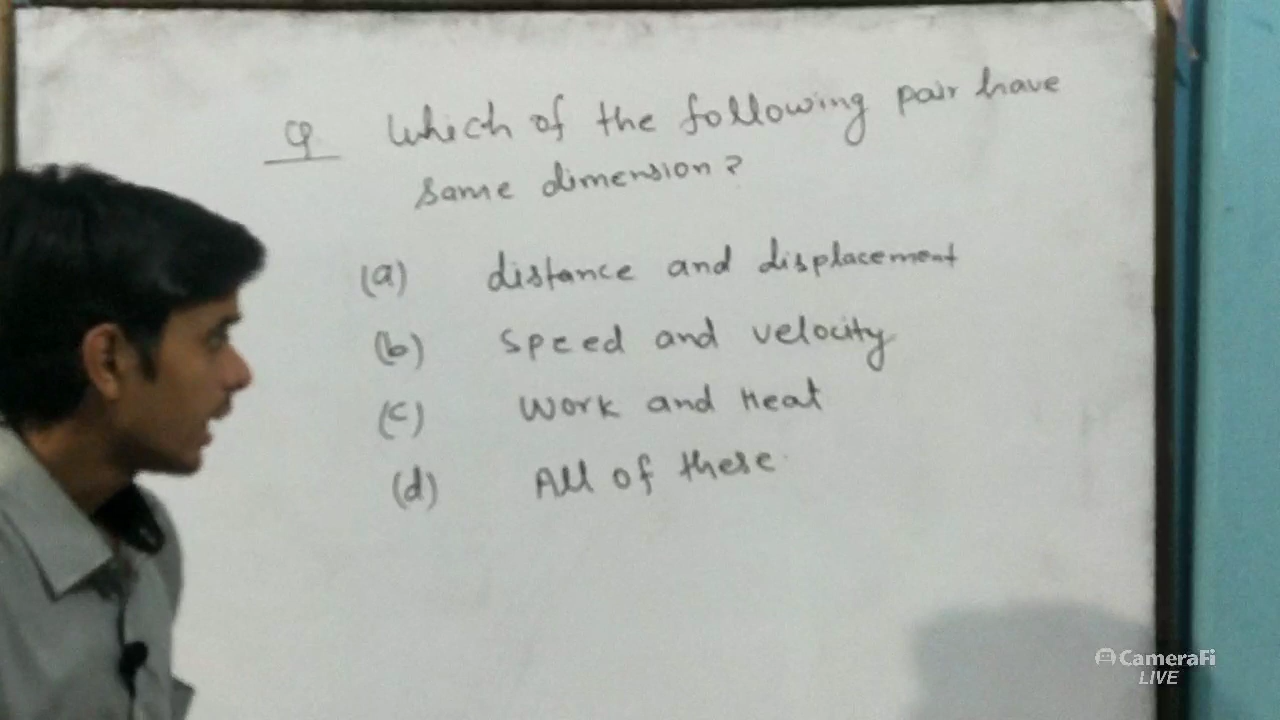 Q Which of the following pair have
same dimension?
(a) distance and displacement
(b) speed and velocity
(c) Work and Heat
(d) All of these.
CameraFi
LIVE